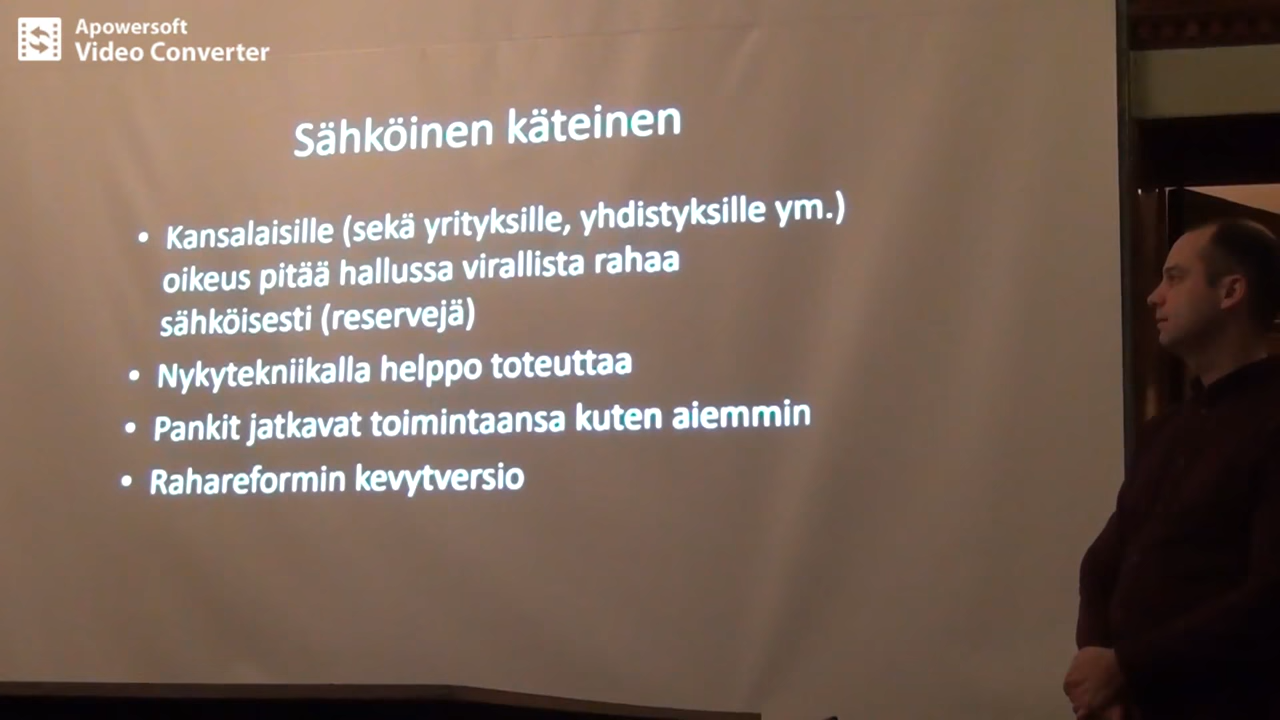 Apowersoft
Video Converter
Sähköinen käteinen
• Kansalaisille (sekä yrityksille, yhdistyksille ym.)
oikeus pitää hallussa virallista rahaa
sähköisesti (reservejä)
• Nykytekniikalla helppo toteuttaa
• Pankit jatkavat toimintaansa kuten aiemmin
• Rahareformin kevytversio